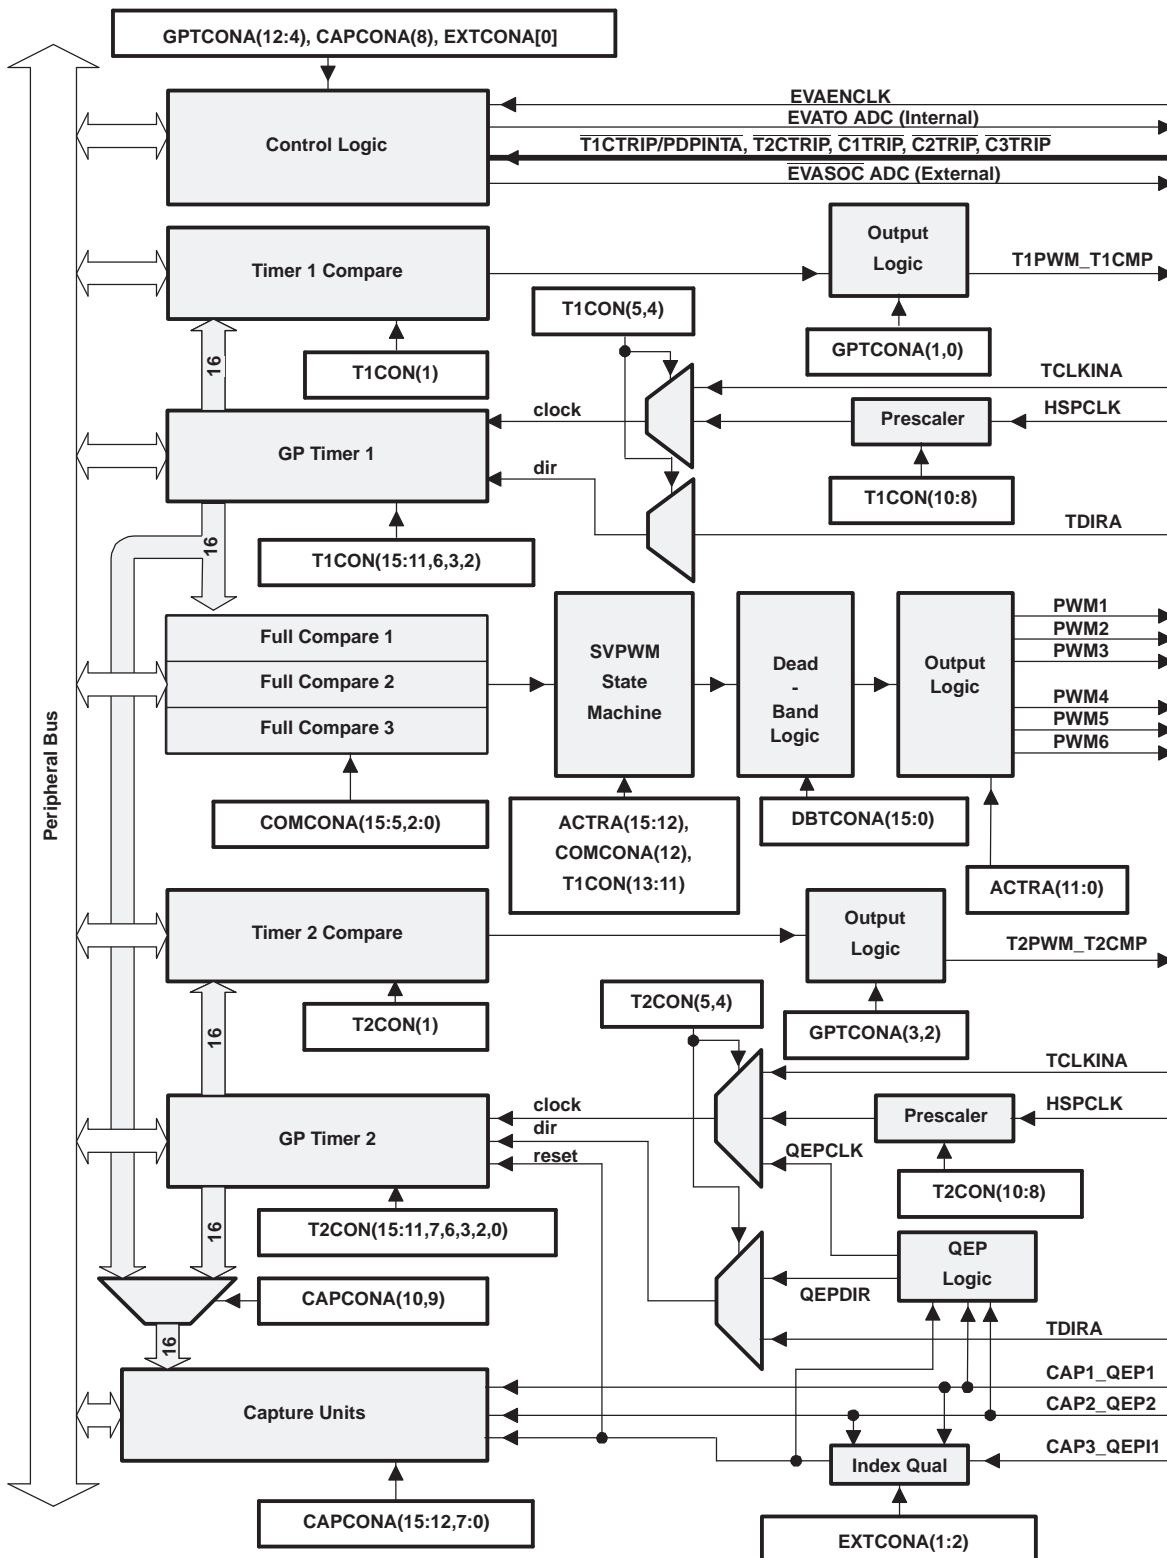 GPTCONA(12:4), CAPCONA(8), EXTCONA[0]
EVAENCLK
EVATO ADC (Internal)
Control Logic
T1CTRIP/PDPINTA, T2CTRIP, C1TRIP, C2TRIP, C3TRIP
EVASOC ADC (External)
Output
Logic
Timer 1 Compare
T1PWM_T1CMP
T1CON(5,4)
GPTCONA(1,0)
16
T1CON(1)
TCLKINA
clock
Prescaler
HSPCLK
GP Timer 1
dir
T1CON(10:8)
TDIRA
16
T1CON(15:11,6,3,2)
Full Compare 1
Full Compare 2
Full Compare 3
SVPWM
State
Machine
Dead
-
Band
Logic
Output
Logic
PWM1
PWM2
PWM3
PWM4
PWM5
PWM6
Peripheral Bus
COMCONA(15:5,2:0)
ACTRA(15:12),
COMCONA(12),
T1CON(13:11)
DBTCONA(15:0)
ACTRA(11:0)
Timer 2 Compare
Output
Logic
T2PWM_T2CMP
T2CON(5,4)
T2CON(1)
GPTCONA(3,2)
16
TCLKINA
clock
Prescaler
HSPCLK
dir
GP Timer 2
QEPCLK
reset
T2CON(10:8)
16
T2CON(15:11,7,6,3,2,0)
QEP
Logic
QEPDIR
CAPCONA(10,9)
TDIRA
16
CAP1_QEP1
Capture Units
CAP2_QEP2
Index Qual
CAP3_QEPI1
CAPCONA(15:12,7:0)
EXTCONA(1:2)